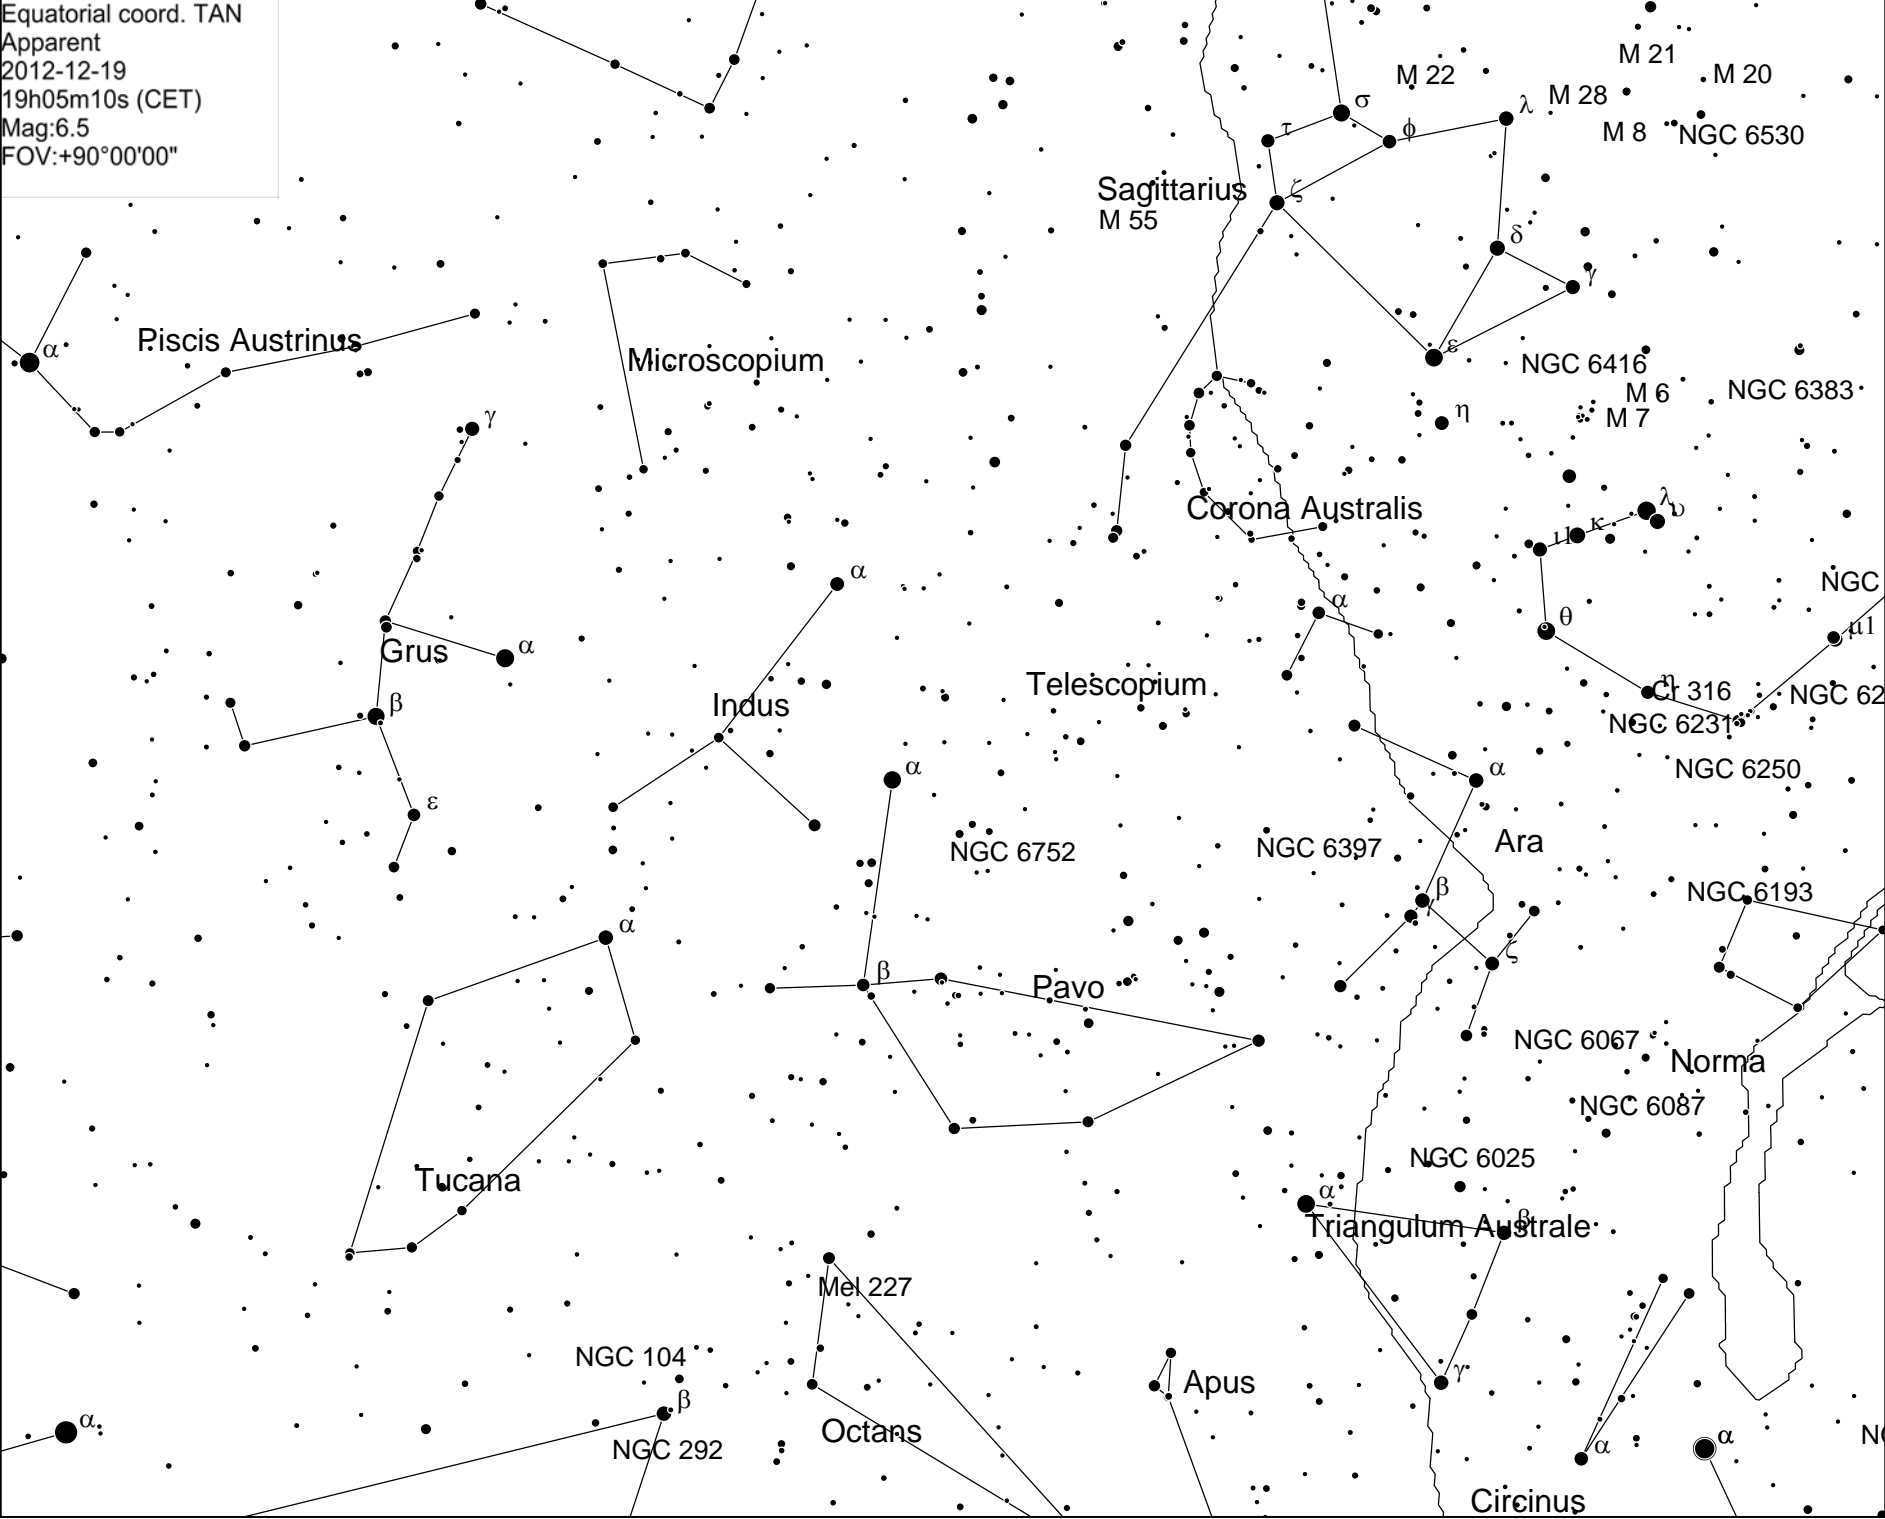 Equatorial coord. TAN
Apparent
2012-12-19
19h05m10s (CET)
Mag:6.5
FOV:+90°00'00"
M 21
M 22
M 20
M 28
σ
λ
τ
ϕ
M 8
NGC 6530
Sagittarius
ζ
M 55
δ
γ
Piscis Austrinus
α
Microscopium
ε
NGC 6416
M 6
NGC 6383
γ
η
M 7
Corona Australis
λ
υ
κ
ι1
α
NGC
α
θ
μ1
Grus
α
Telescopium
η
Cr 316
NGC 62
β
Indus
NGC 6231
α
α
NGC 6250
ε
NGC 6752
NGC 6397
Ara
β
γ
NGC 6193
α
ζ
β
Pavo
NGC 6067
Norma
NGC 6087
Tucana
NGC 6025
α
Triangulum Australe
β
Mel 227
NGC 104
γ
Apus
β
α
Octans
α
α
NGC 292
Circinus